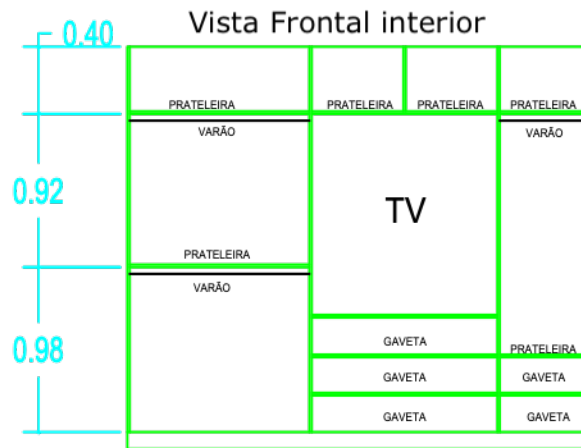 Vista Frontal interior
0.40
PRATELEIRA
PRATELEIRA
PRATELEIRA
PRATELEIRA
VARÃO
VARÃO
0.92
TV
PRATELEIRA
VARÃO
0.98
GAVETA
PRATELEIRA
GAVETA
GAVETA
GAVETA
GAVETA